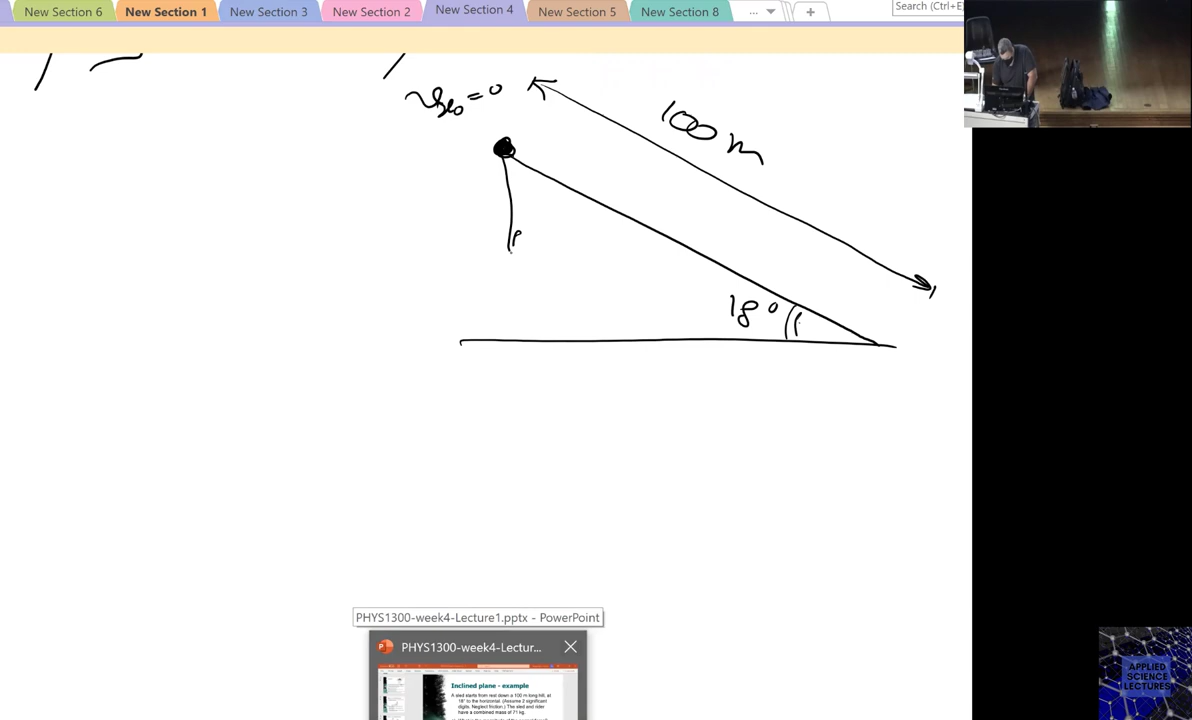 New Section 6
New Section 1
New Section 3
New Section 2
New Section 4
New Section 5
New Section 8
...
+
Search (Ctrl+E)
= 0
100 m
18°
PHYS1300-week4-Lecture1.pptx - PowerPoint
PHYS1300-week4-Lectur...
Inclined plane - example
A sled starts from rest down a 100 m long hill, at
18° to the horizontal. (Assume 2 significant
digits. Neglect friction.) The sled and rider
have a combined mass of 71 kg.
APPLIED
SCIENCE
LECTURES